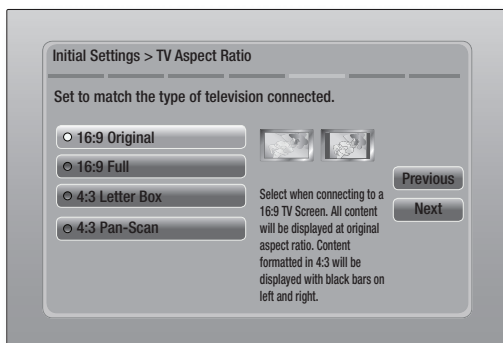 Initial Settings > TV Aspect Ratio
Set to match the type of television connected.
16:9 Original
16:9 Full
4:3 Letter Box
4:3 Pan-Scan
Select when connecting to a
16:9 TV Screen. All content
will be displayed at original
aspect ratio. Content
formatted in 4:3 will be
displayed with black bars on
left and right.
Previous
Next